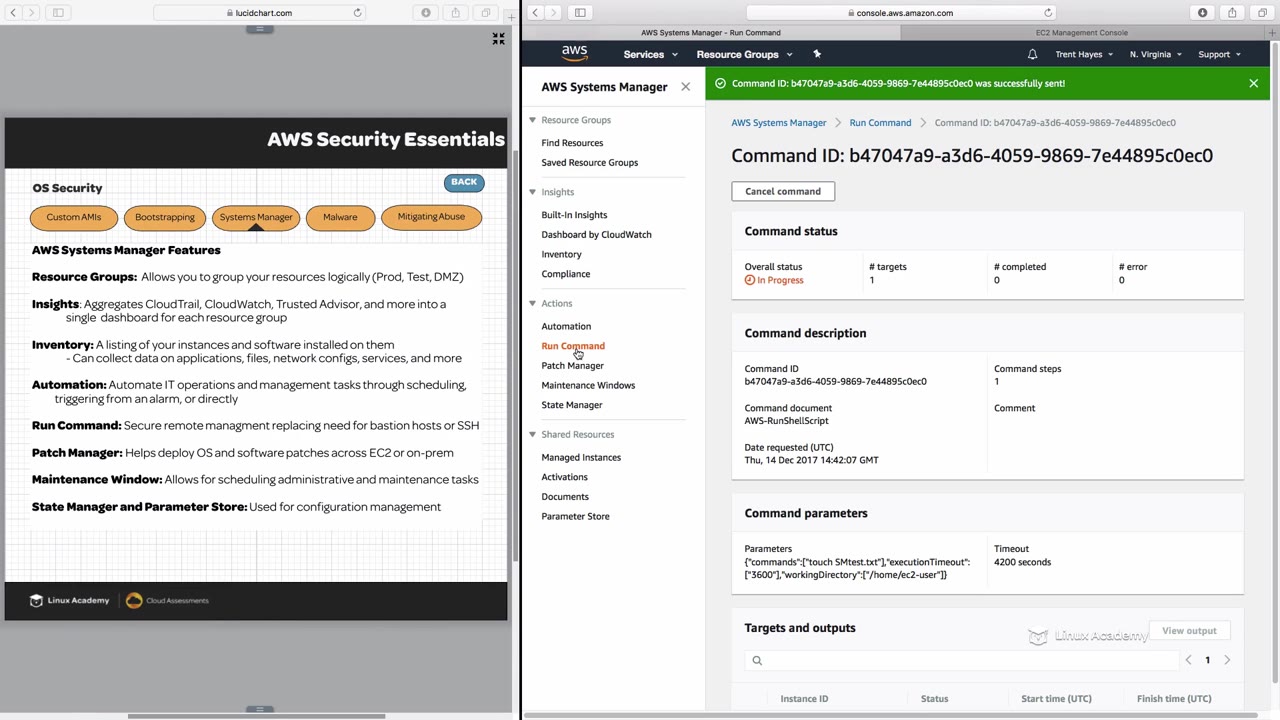 lucidchart.com
AWS Security Essentials
OS Security
BACK
Custom AMIs
Bootstrapping
Systems Manager
Malware
Mitigating Abuse
AWS Systems Manager Features
Resource Groups: Allows you to group your resources logically (Prod, Test, DMZ)
Insights: Aggregates CloudTrail, CloudWatch, Trusted Advisor, and more into a
single dashboard for each resource group
Inventory: A listing of your instances and software installed on them
- Can collect data on applications, files, network configs, services, and more
Automation: Automate IT operations and management tasks through scheduling,
triggering from an alarm, or directly
Run Command: Secure remote managment replacing need for bastion hosts or SSH
Patch Manager: Helps deploy OS and software patches across EC2 or on-prem
Maintenance Window: Allows for scheduling administrative and maintenance tasks
State Manager and Parameter Store: Used for configuration management
Linux Academy
Cloud Assessments
console.aws.amazon.com
AWS Systems Manager - Run Command
EC2 Management Console
aws
Services
Resource Groups
Trent Hayes
N. Virginia
Support
AWS Systems Manager
Resource Groups
Find Resources
Saved Resource Groups
Insights
Built-In Insights
Dashboard by CloudWatch
Inventory
Compliance
Actions
Automation
Run Command
Patch Manager
Maintenance Windows
State Manager
Shared Resources
Managed Instances
Activations
Documents
Parameter Store
Command ID: b47047a9-a3d6-4059-9869-7e44895c0ec0 was successfully sent!
AWS Systems Manager > Run Command > Command ID: b47047a9-a3d6-4059-9869-7e44895c0ec0
Command ID: b47047a9-a3d6-4059-9869-7e44895c0ec0
Cancel command
Command status
Overall status
In Progress
# targets
1
# completed
0
# error
0
Command description
Command ID
b47047a9-a3d6-4059-9869-7e44895c0ec0
Command steps
1
Command document
AWS-RunShellScript
Comment
Date requested (UTC)
Thu, 14 Dec 2017 14:42:07 GMT
Command parameters
Parameters
{"commands":["touch SMtest.txt"],"executionTimeout":
["3600"],"workingDirectory":["/home/ec2-user"]}
Timeout
4200 seconds
Targets and outputs
Linux Academy
View output
1
Instance ID
Status
Start time (UTC)
Finish time (UTC)